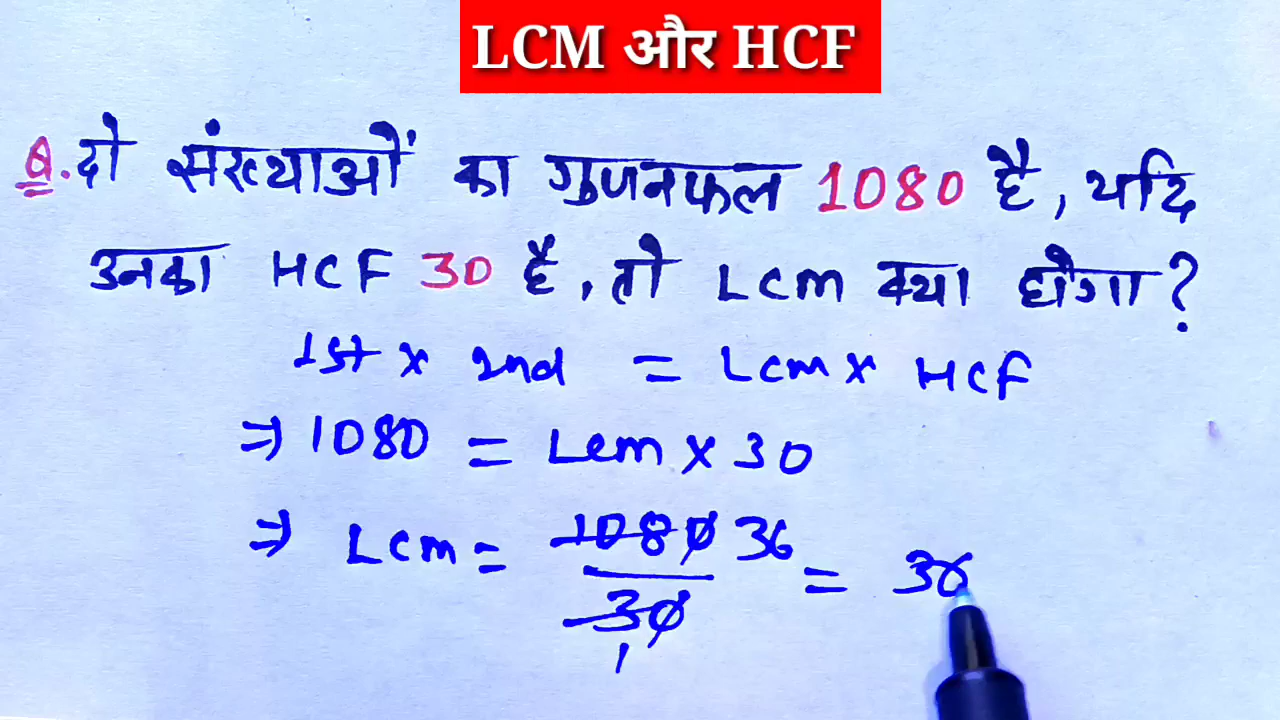 LCM और HCF
Q. दो संख्याओं का गुणनफल 1080 है, यदि
उनका HCF 30 है, तो LCM क्या होगा?
1st × 2nd = Lcm × HCF
⇒ 1080 = Lcm × 30
⇒ Lcm = 1080 36 = 36
30
1